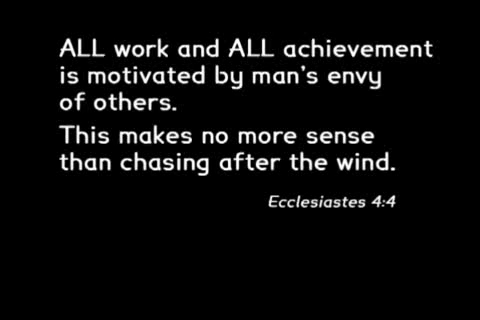 ALL work and ALL achievement
is motivated by man's envy
of others.
This makes no more sense
than chasing after the wind.
Ecclesiastes 4:4